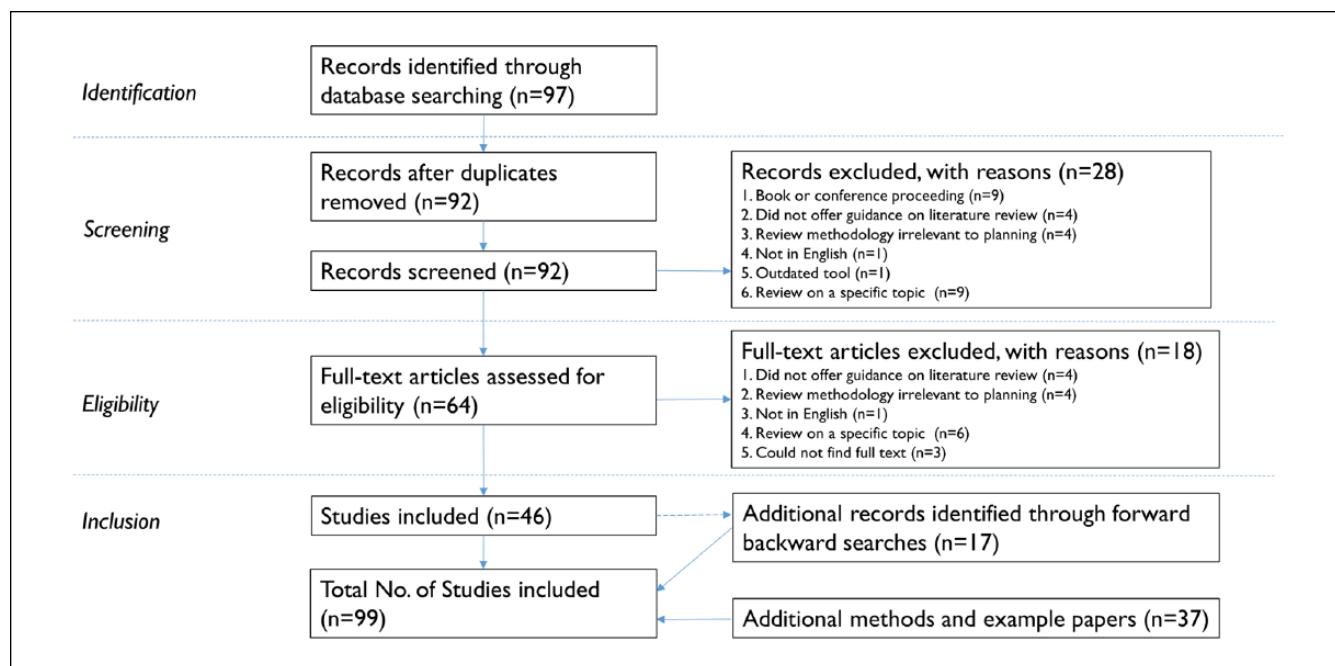 Identification
Records identified through
database searching (n=97)
Screening
Records after duplicates
removed (n=92)
Records screened (n=92)
Records excluded, with reasons (n=28)
1. Book or conference proceeding (n=9)
2. Did not offer guidance on literature review (n=4)
3. Review methodology irrelevant to planning (n=4)
4. Not in English (n=1)
5. Outdated tool (n=1)
6. Review on a specific topic (n=9)
Eligibility
Full-text articles assessed for
eligibility (n=64)
Full-text articles excluded, with reasons (n=18)
1. Did not offer guidance on literature review (n=4)
2. Review methodology irrelevant to planning (n=4)
3. Not in English (n=1)
4. Review on a specific topic (n=6)
5. Could not find full text (n=3)
Inclusion
Studies included (n=46)
Additional records identified through forward
backward searches (n=17)
Total No. of Studies included
(n=99)
Additional methods and example papers (n=37)